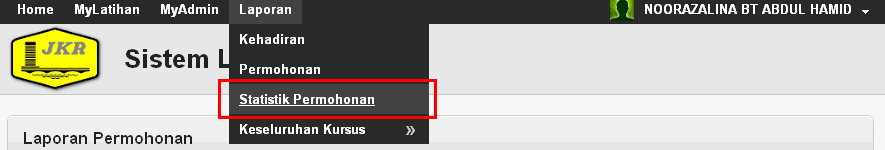 Home MyLatihan MyAdmin Laporan NOORAZALINA BT ABDUL HAMID
Kehadiran
JKR Sistem L
Permohonan
Statistik Permohonan
Keseluruhan Kursus »
Laporan Permohonan